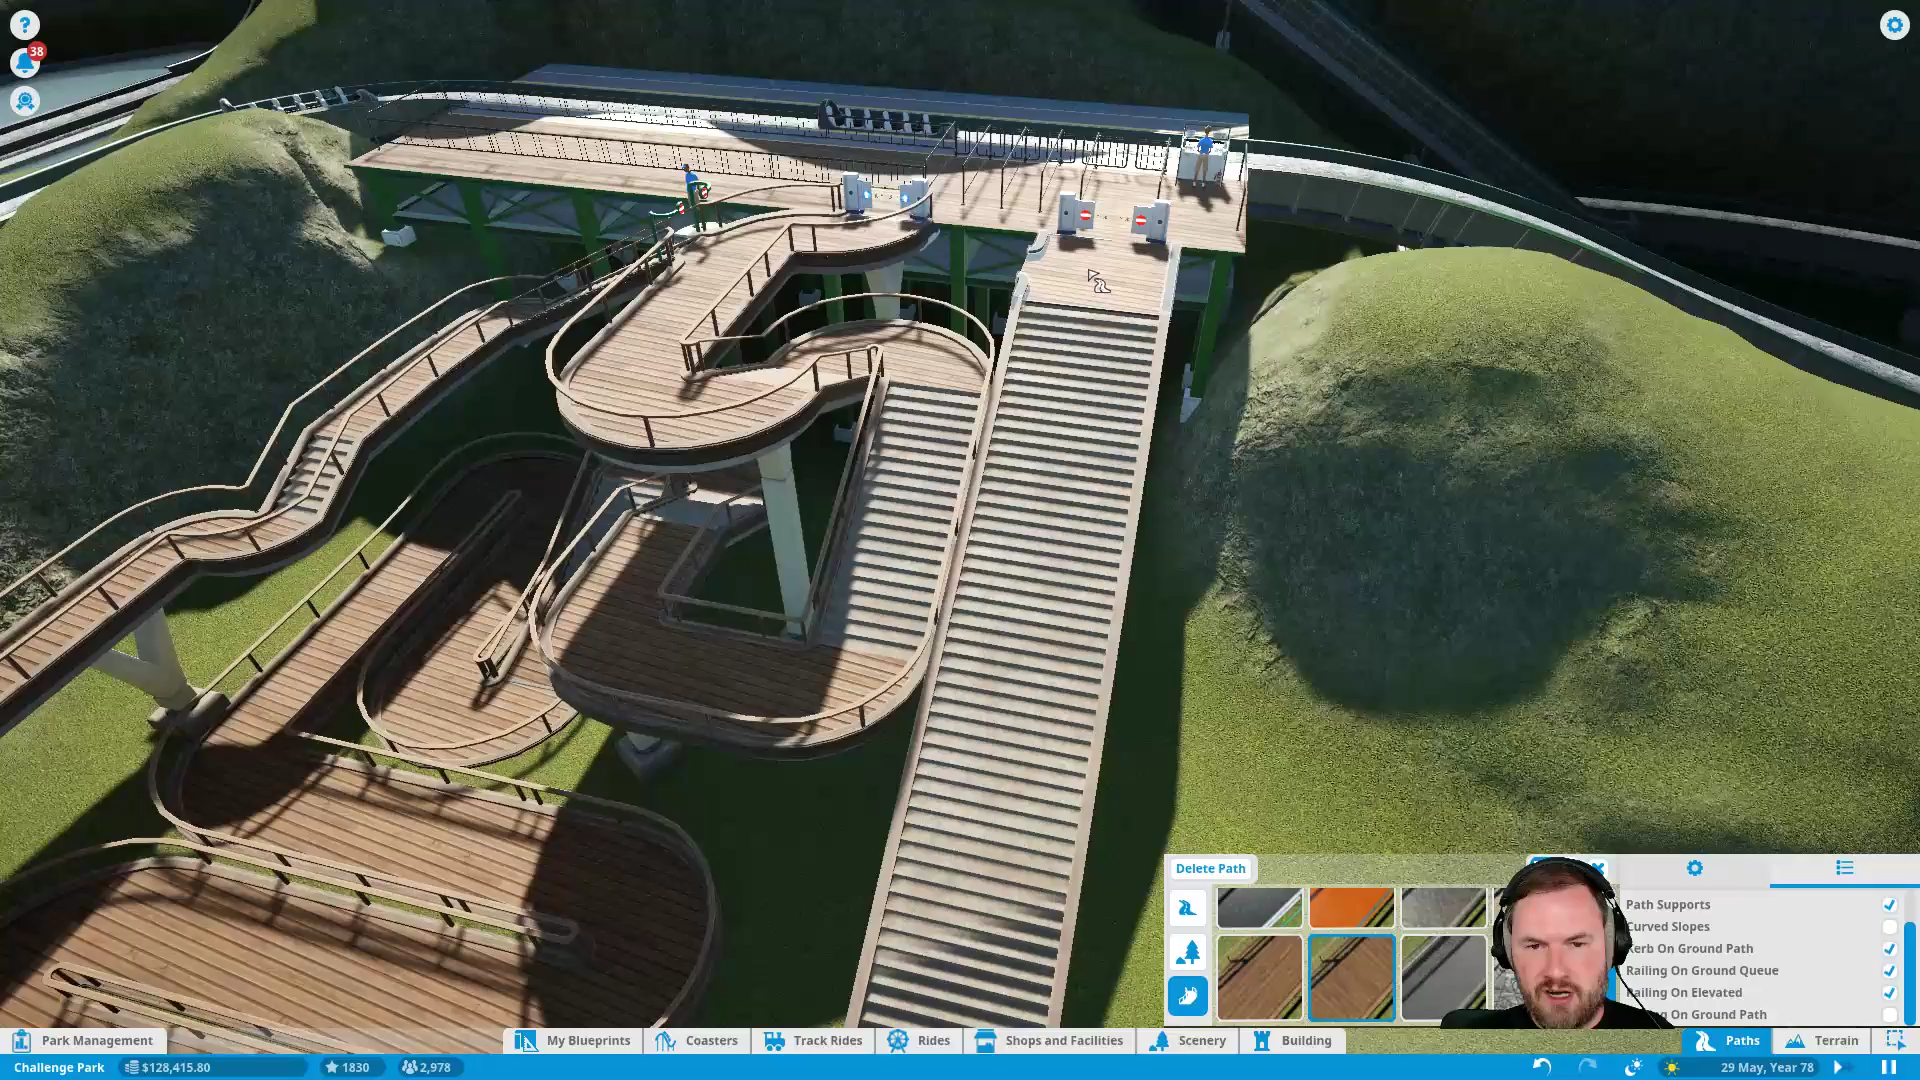 ?
38
Delete Path
Path Supports
Curved Slopes
Kerb On Ground Path
Railing On Ground Queue
Railing On Elevated
On Ground Path
Park Management
My Blueprints
Coasters
Track Rides
Rides
Shops and Facilities
Scenery
Building
Paths
Terrain
Challenge Park
$128,415.80
1830
2,978
29 May, Year 78